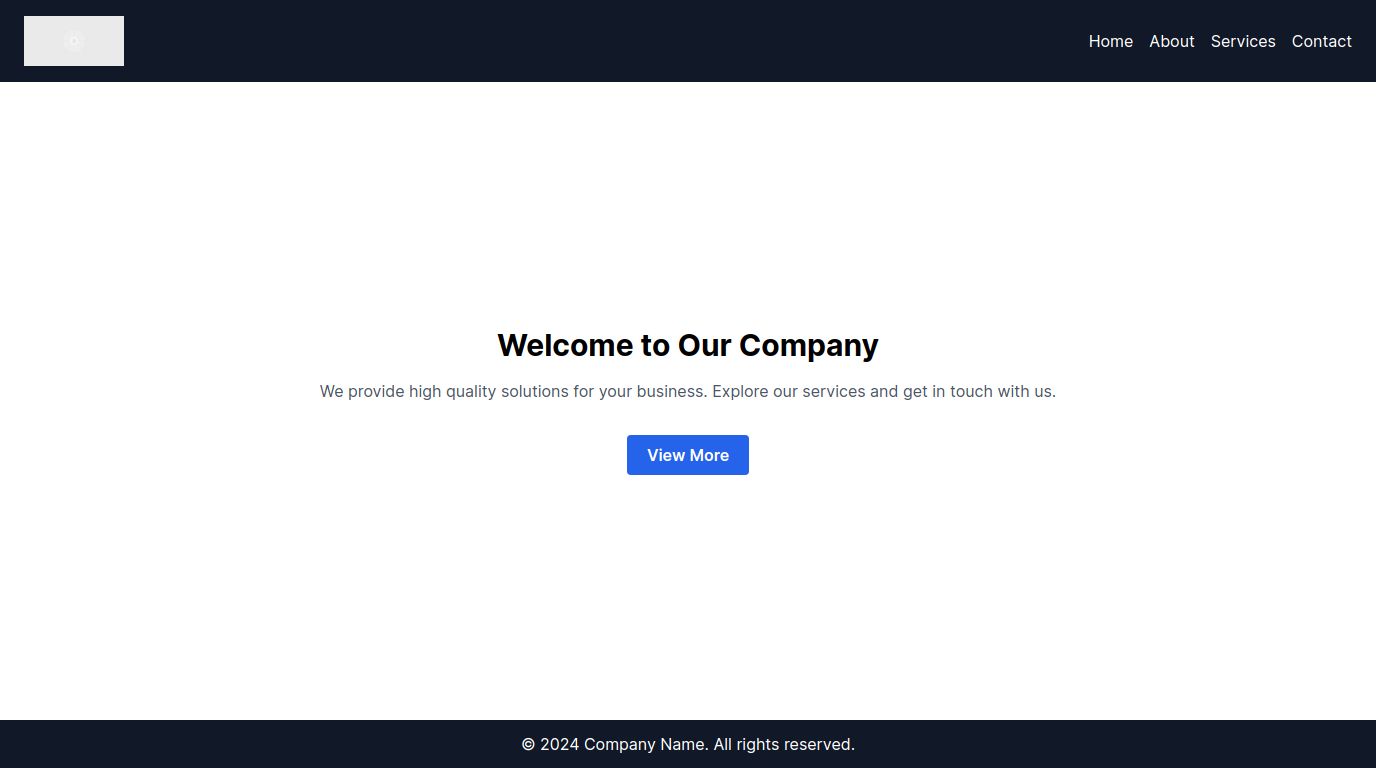 Home About Services Contact
Welcome to Our Company
We provide high quality solutions for your business. Explore our services and get in touch with us.
View More
© 2024 Company Name. All rights reserved.